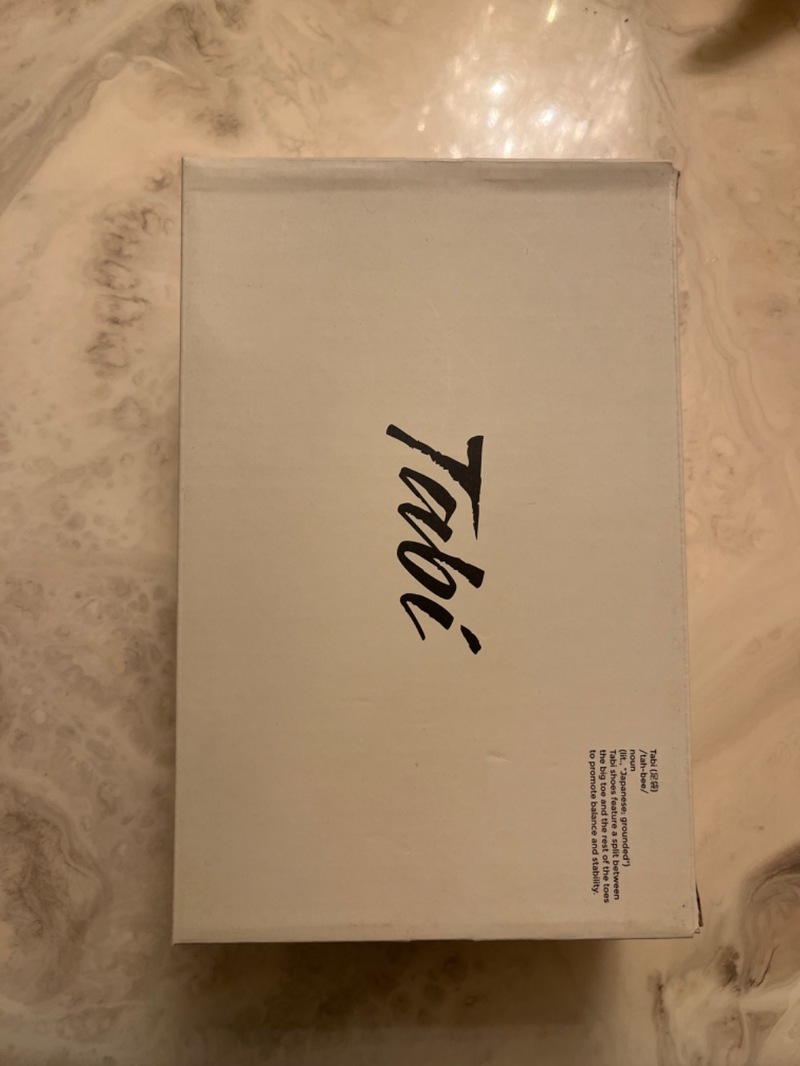 Tabi
Tabi (足袋)
/tah-bee/
noun
(lit., "Japanese; grounded")
Tabi shoes feature a split between
the big toe and the rest of the toes
to promote balance and stability.